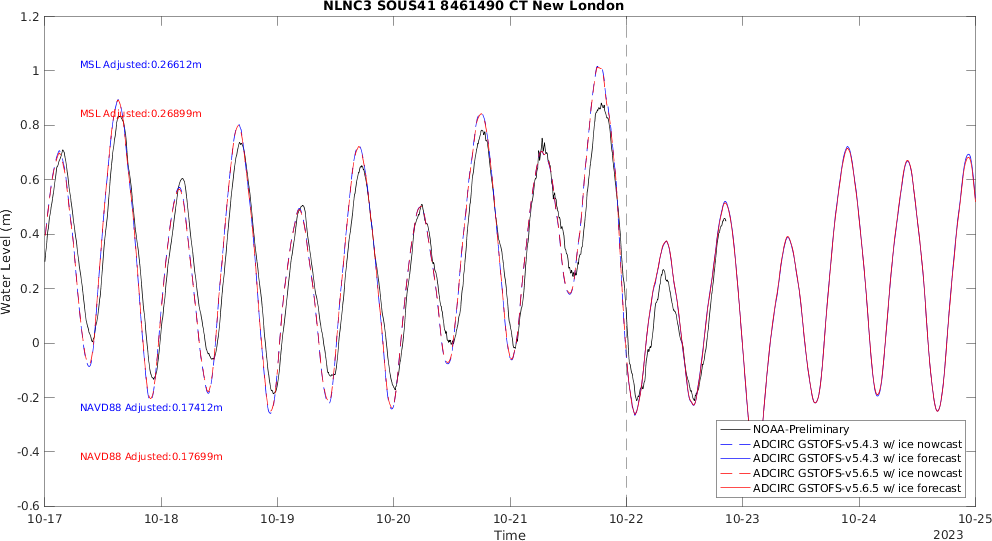 NLNC3 SOUS41 8461490 CT New London
1.2
1
0.8
0.6
0.4
0.2
0
-0.2
-0.4
-0.6
Water Level (m)
MSL Adjusted:0.26612m
MSL Adjusted:0.26899m
NAVD88 Adjusted:0.17412m
NAVD88 Adjusted:0.17699m
NOAA-Preliminary
ADCIRC GSTOFS-v5.4.3 w/ ice nowcast
ADCIRC GSTOFS-v5.4.3 w/ ice forecast
ADCIRC GSTOFS-v5.6.5 w/ ice nowcast
ADCIRC GSTOFS-v5.6.5 w/ ice forecast
10-17 10-18 10-19 10-20 10-21 10-22 10-23 10-24 10-25
Time
2023